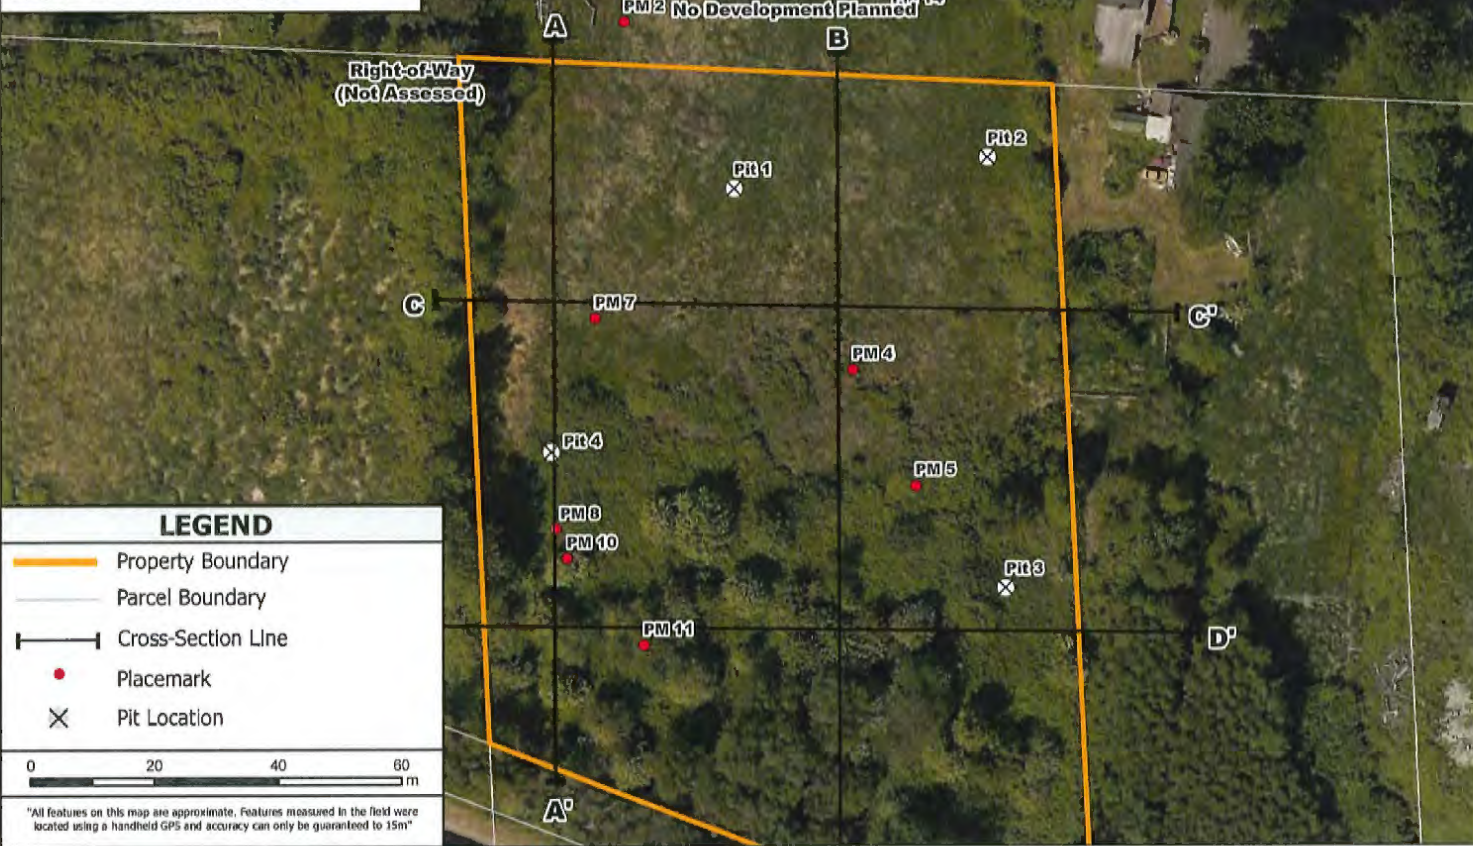 PM 2
No Development Planned
A
B
Right-of-Way
(Not Assessed)
Pit 2
Pit 1
C
PM 7
C'
PM 4
Pit 4
PM 5
LEGEND
PM 8
PM 10
Property Boundary
Pit 3
Parcel Boundary
PM 11
Cross-Section Line
D'
Placemark
Pit Location
0 20 40 60 m
A'
"All features on this map are approximate. Features measured in the field were
located using a handheld GPS and accuracy can only be guaranteed to 15m"